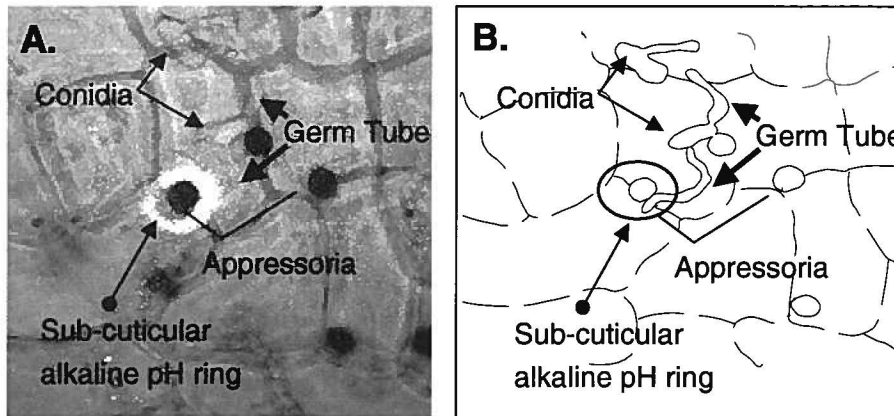 A.
Conidia
Germ Tube
Appressoria
Sub-cuticular
alkaline pH ring
B.
Conidia
Germ Tube
Appressoria
Sub-cuticular
alkaline pH ring